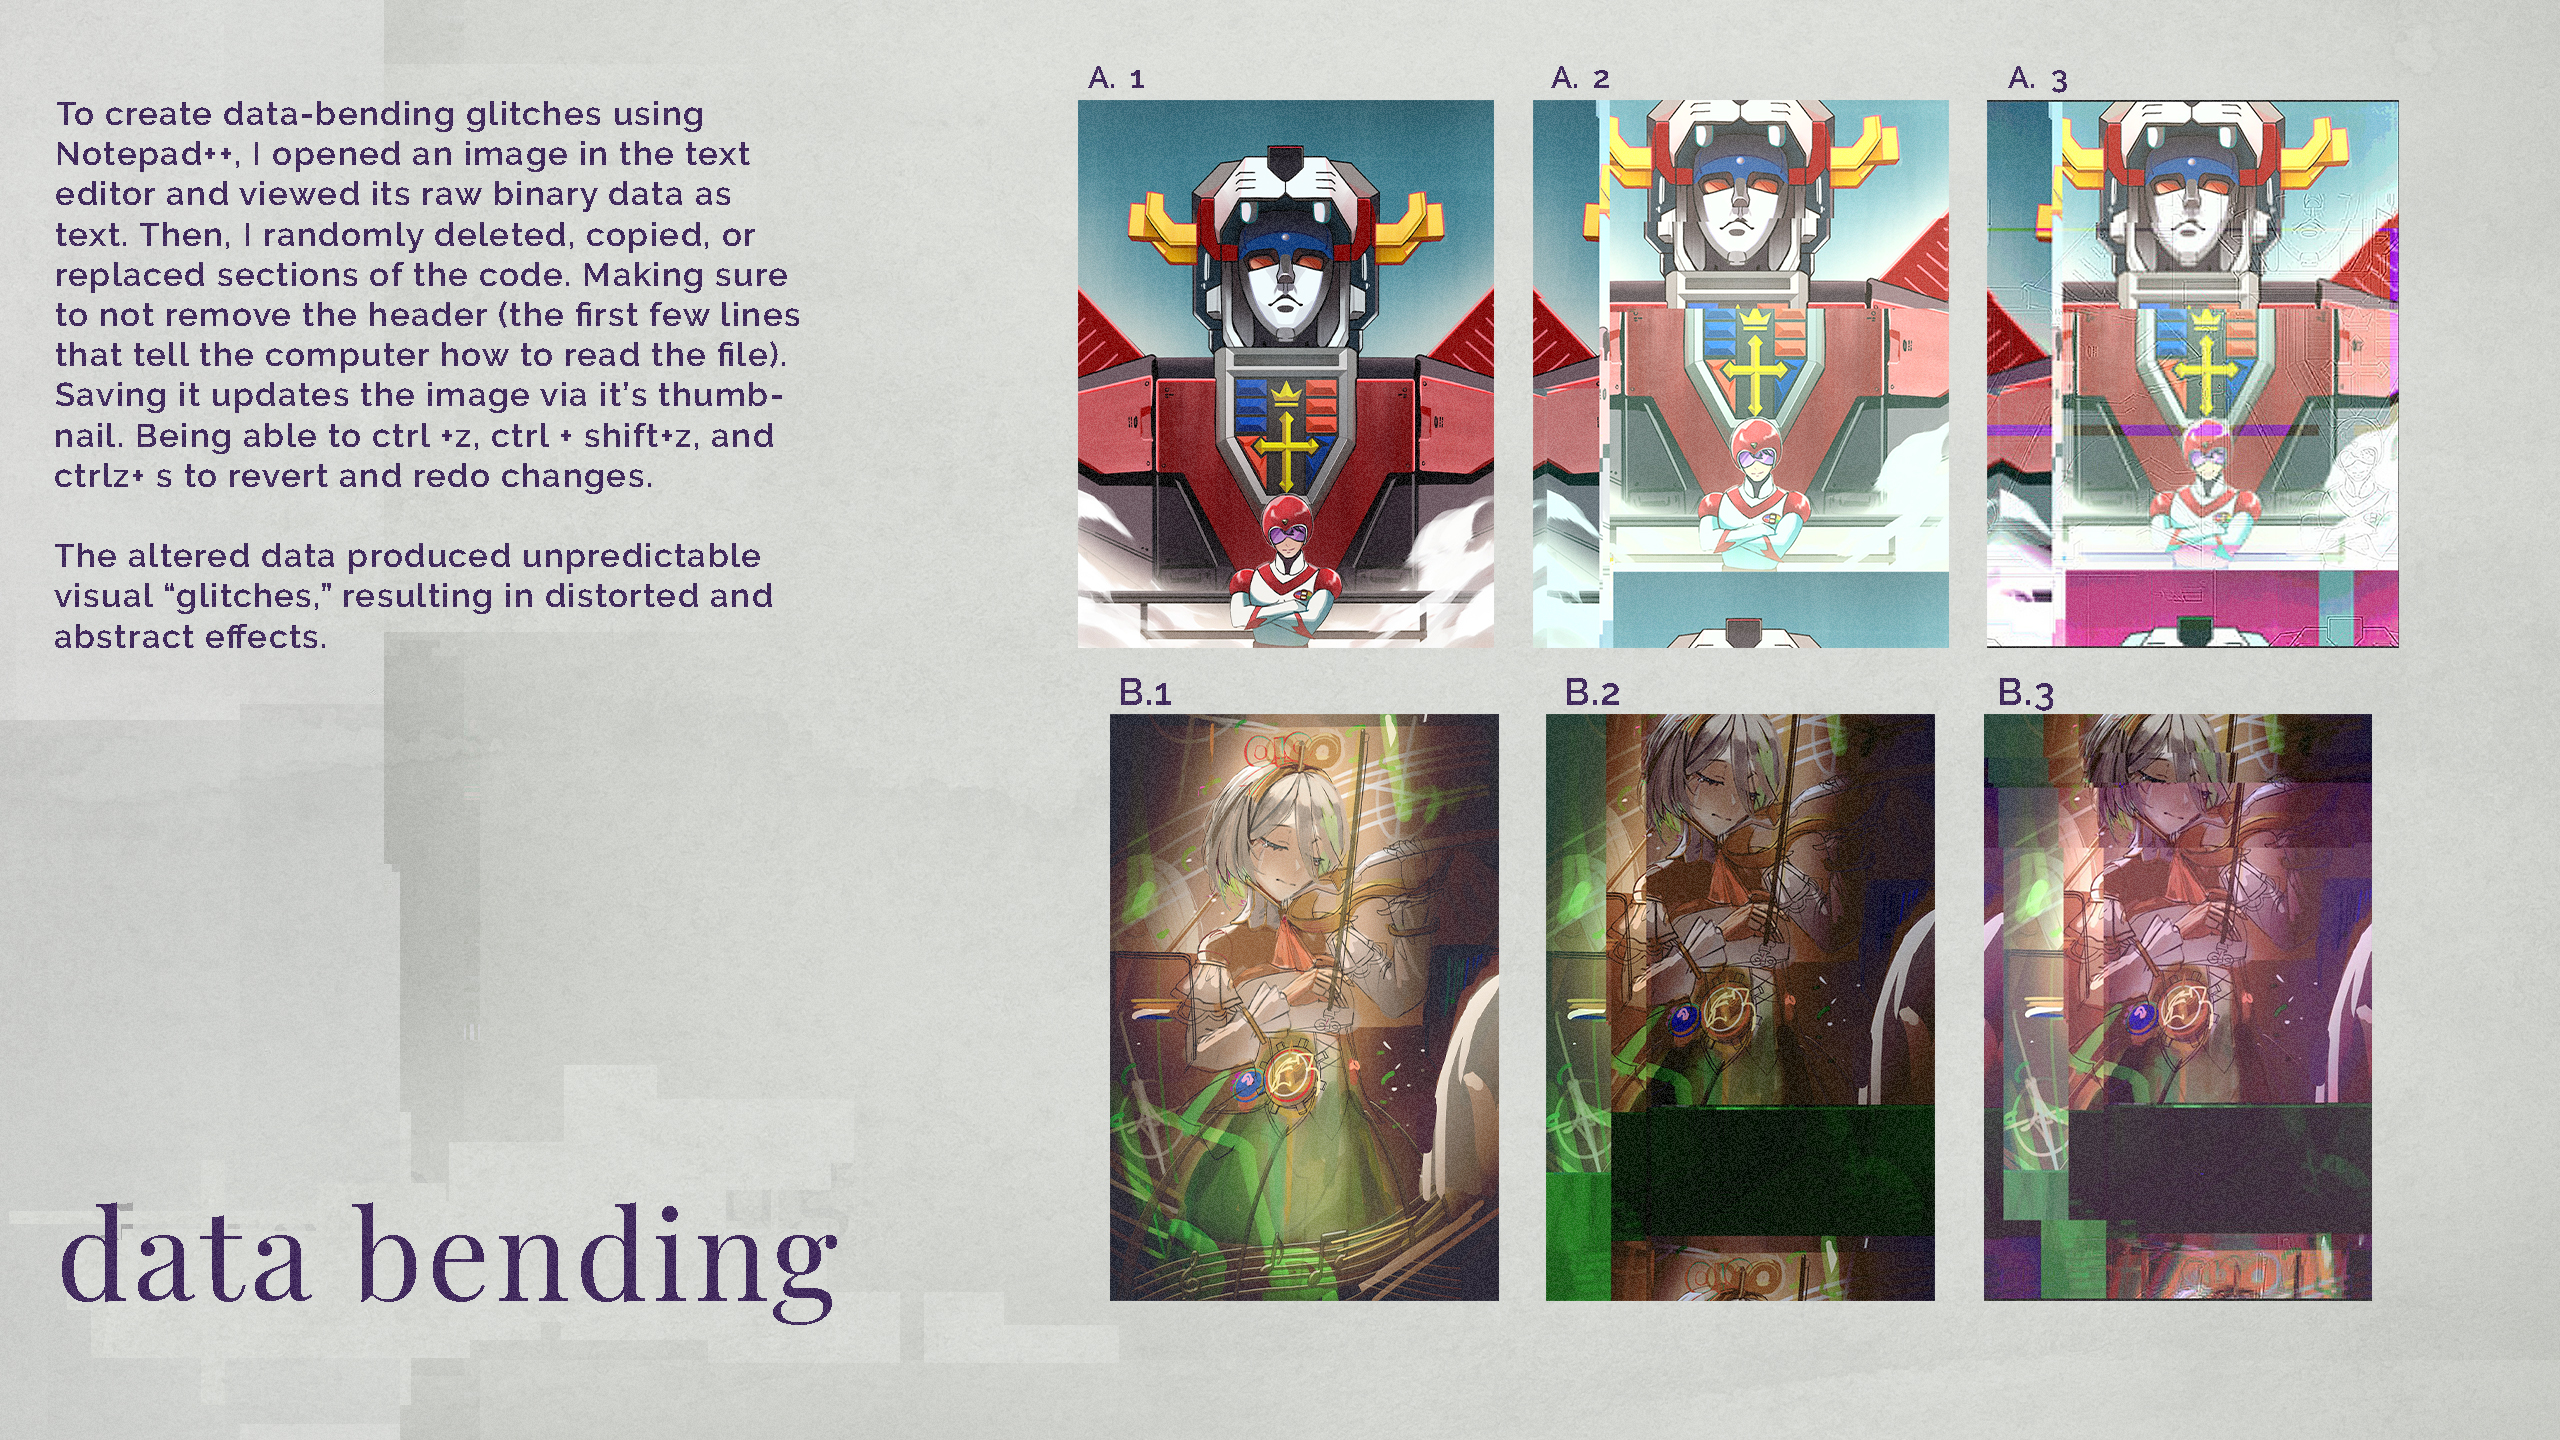 To create data-bending glitches using
Notepad++, I opened an image in the text
editor and viewed its raw binary data as
text. Then, I randomly deleted, copied, or
replaced sections of the code. Making sure
to not remove the header (the first few lines
that tell the computer how to read the file).
Saving it updates the image via it's thumb-
nail. Being able to ctrl +z, ctrl + shift+z, and
ctrlz+ s to revert and redo changes.
The altered data produced unpredictable
visual “glitches,” resulting in distorted and
abstract effects.
data bending
A. 1
A. 2
A. 3
B.1
B.2
B.3